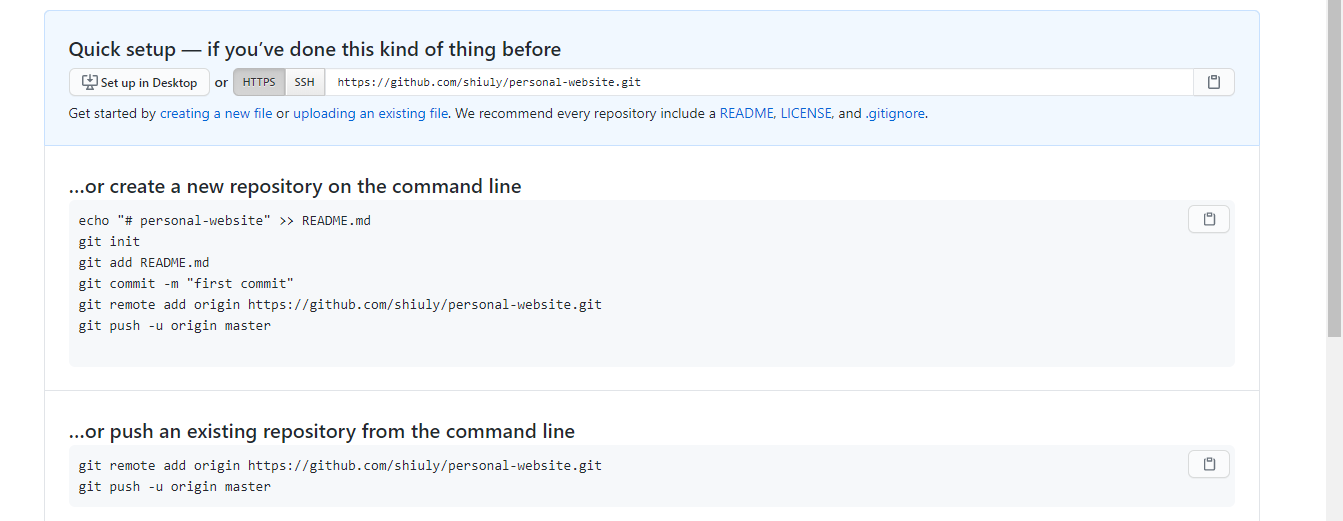 Quick setup — if you’ve done this kind of thing before
Set up in Desktop or HTTPS SSH https://github.com/shiuly/personal-website.git
Get started by creating a new file or uploading an existing file. We recommend every repository include a README, LICENSE, and .gitignore.
…or create a new repository on the command line
echo "# personal-website" >> README.md
git init
git add README.md
git commit -m "first commit"
git remote add origin https://github.com/shiuly/personal-website.git
git push -u origin master
…or push an existing repository from the command line
git remote add origin https://github.com/shiuly/personal-website.git
git push -u origin master